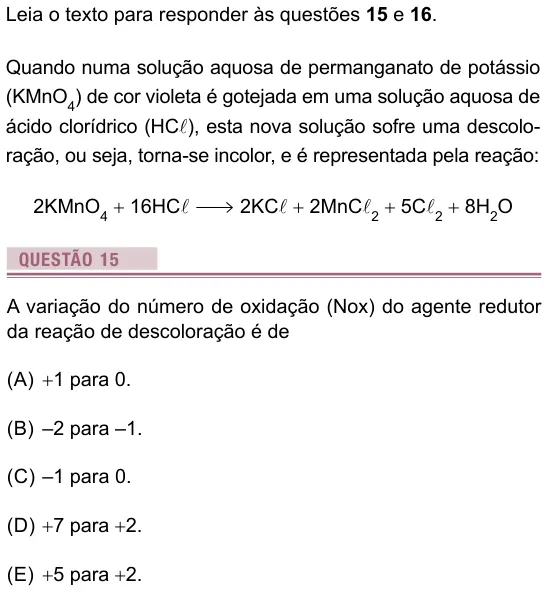 Leia o texto para responder às questões 15 e 16.
Quando numa solução aquosa de permanganato de potássio
(KMnO₄) de cor violeta é gotejada em uma solução aquosa de
ácido clorídrico (HCℓ), esta nova solução sofre uma descolo-
ração, ou seja, torna-se incolor, e é representada pela reação:
2KMnO₄ + 16HCℓ ⟶ 2KCℓ + 2MnCℓ₂ + 5Cℓ₂ + 8H₂O
QUESTÃO 15
A variação do número de oxidação (Nox) do agente redutor
da reação de descoloração é de
(A) +1 para 0.
(B) –2 para –1.
(C) –1 para 0.
(D) +7 para +2.
(E) +5 para +2.